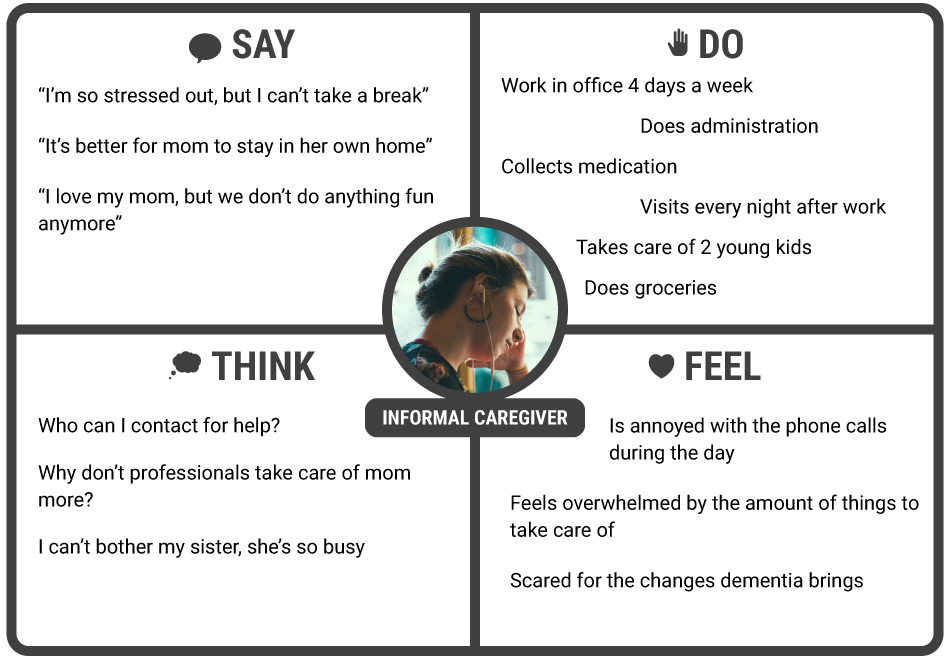 SAY
“I’m so stressed out, but I can’t take a break”
“It’s better for mom to stay in her own home”
“I love my mom, but we don’t do anything fun
anymore”
DO
Work in office 4 days a week
Does administration
Collects medication
Visits every night after work
Takes care of 2 young kids
Does groceries
INFORMAL CAREGIVER
THINK
Who can I contact for help?
Why don’t professionals take care of mom
more?
I can’t bother my sister, she’s so busy
FEEL
Is annoyed with the phone calls
during the day
Feels overwhelmed by the amount of things to
take care of
Scared for the changes dementia brings